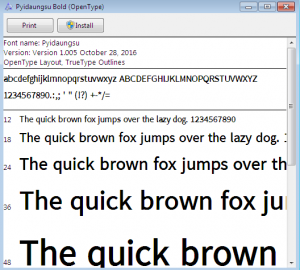 Pyidaungsu Bold (OpenType)
Print Install
Font name: Pyidaungsu
Version: Version 1.005 October 28, 2016
OpenType Layout, TrueType Outlines
abcdefghijklmnopqrstuvwxyz ABCDEFGHIJKLMNOPQRSTUVWXYZ
1234567890.:,; ' " (!?) +-*/=
12 The quick brown fox jumps over the lazy dog. 1234567890
18 The quick brown fox jumps over the lazy dog. 1
24 The quick brown fox jumps over th
36 The quick brown fox ju
48 The quick brown